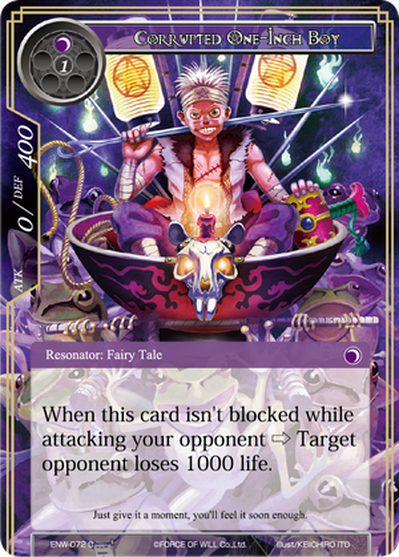 Corrupted One-Inch Boy
1
ATK 0 / DEF 400
Resonator: Fairy Tale
When this card isn't blocked while
attacking your opponent ⇨ Target
opponent loses 1000 life.
Just give it a moment, you'll feel it soon enough.
ENW-072 C ©FORCE OF WILL Co.,Ltd. Illust/KEIICHIRO ITO